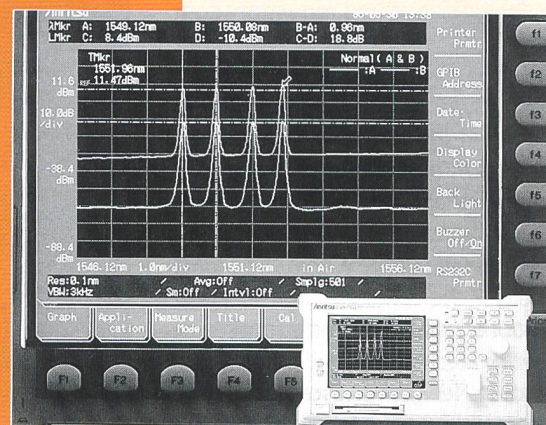 Anritsu
λMkr A: 1549.12nm B: 1550.08nm B-A: 0.96nm
LMkr C: 8.4dBm D: -10.4dBm C-D: 18.8dB
TMkr
1551.96nm
11.47dBm
Normal( A & B )
:A :B
11.6
dBm
REF
10.0dB
/div
-38.4
dBm
-88.4
dBm
1546.12nm 1.0nm/div 1551.12nm in Air 1556.12nm
Res:0.1nm / Avg:Off / Smplg:501 /
VBW:3kHz / Sm:Off / Intvl:Off /
Printer
Prmtr
GPIB
Address
Date·
Time
Display
Color
Back
Light
Buzzer
Off/On
RS232C
Prmtr
f1
f2
f3
f4
f5
f6
f7
Graph
Appli-
cation
Measure
Mode
Title
Cal
F1
F2
F3
F4
F5
Anritsu